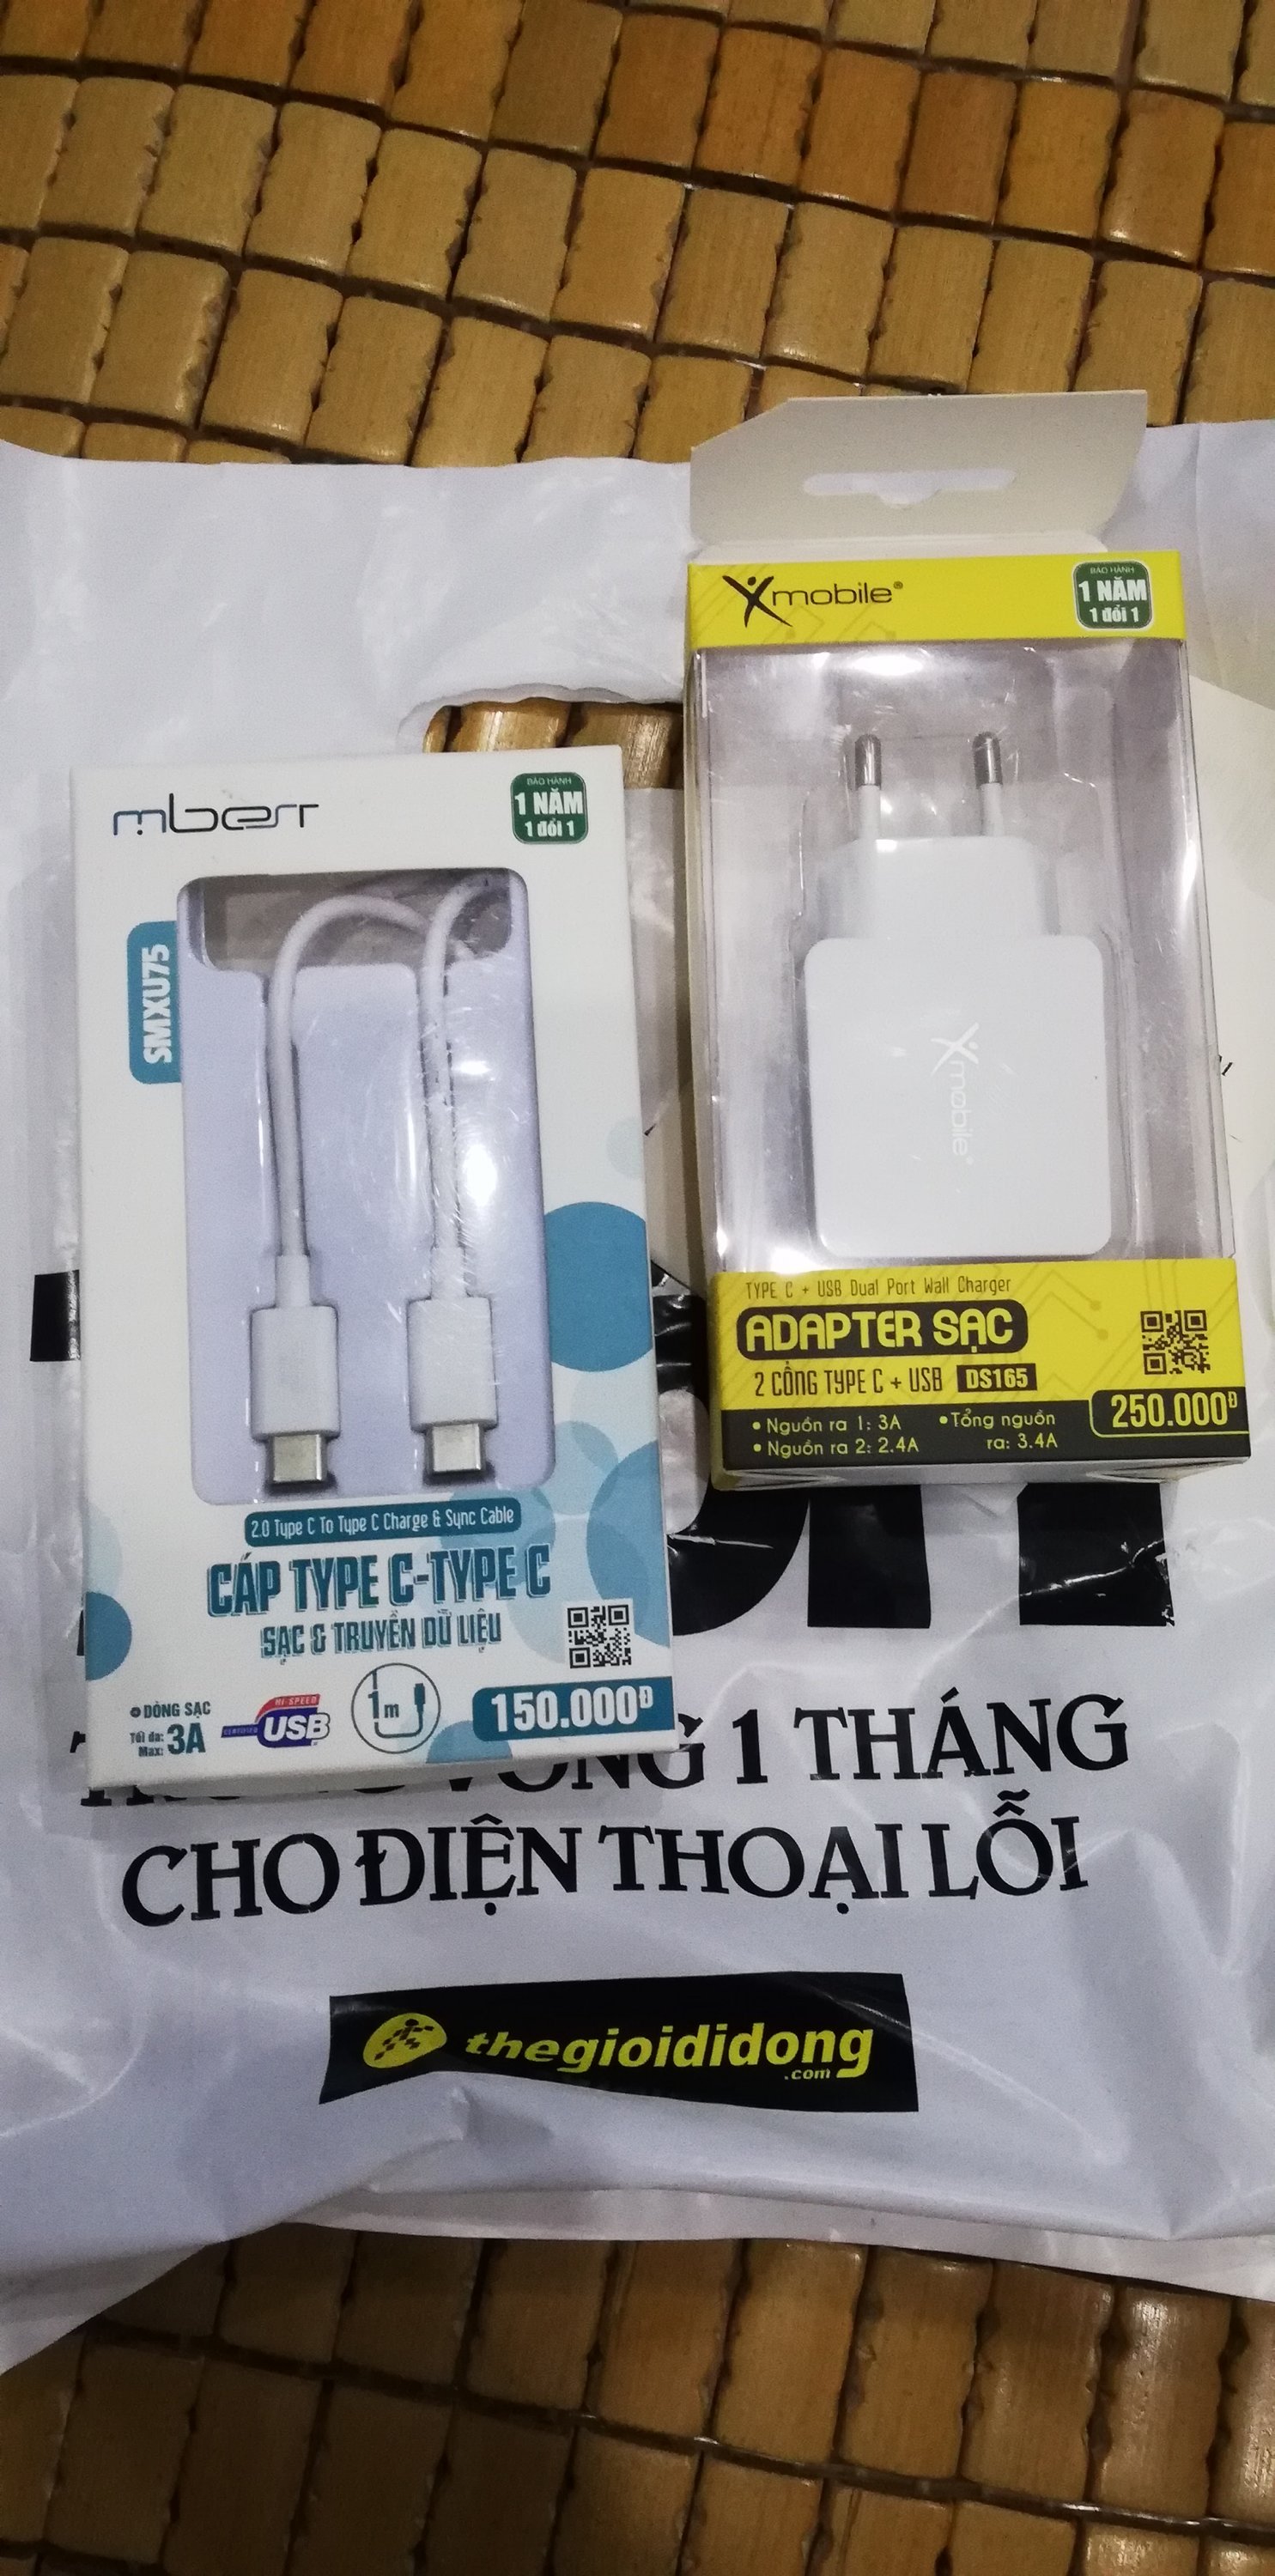 Xmobile®
BẢO HÀNH
1 NĂM
1 đổi 1
mbest
BẢO HÀNH
1 NĂM
1 đổi 1
SMXU75
Xmobile®
TYPE C + USB Dual Port Wall Charger
ADAPTER SẠC
2 CỔNG TYPE C + USB DS165
• Nguồn ra 1: 3A
• Nguồn ra 2: 2.4A
• Tổng nguồn
ra: 3.4A
250.000Đ
2.0 Type C To Type C Charge & Sync Cable
CÁP TYPE C-TYPE C
SẠC & TRUYỀN DỮ LIỆU
DÒNG SẠC
Tối đa:
Max: 3A
HI-SPEED
CERTIFIED USB
1m
150.000Đ
1 THÁNG
CHO ĐIỆN THOẠI LỖI
thegioididong
.com